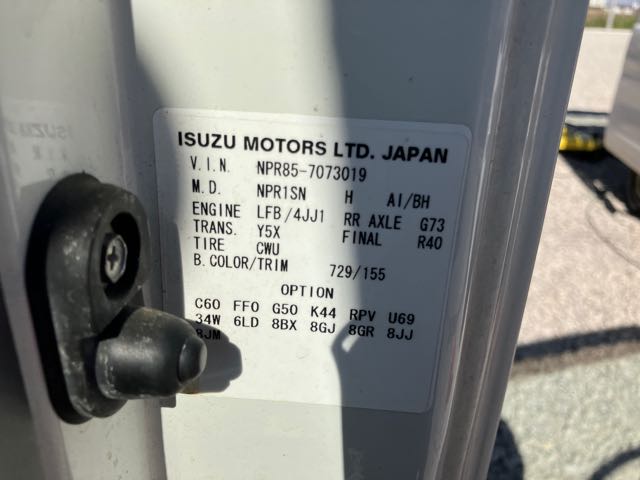 ISUZU MOTORS LTD. JAPAN
V.I.N. NPR85-7073019
M.D. NPR1SN H AI/BH
ENGINE LFB/4JJ1 RR AXLE G73
TRANS. Y5X FINAL R40
TIRE CWU
B.COLOR/TRIM 729/155
OPTION
C60 FF0 G50 K44 RPV U69
34W 6LD 8BX 8GJ 8GR 8JJ
8JM